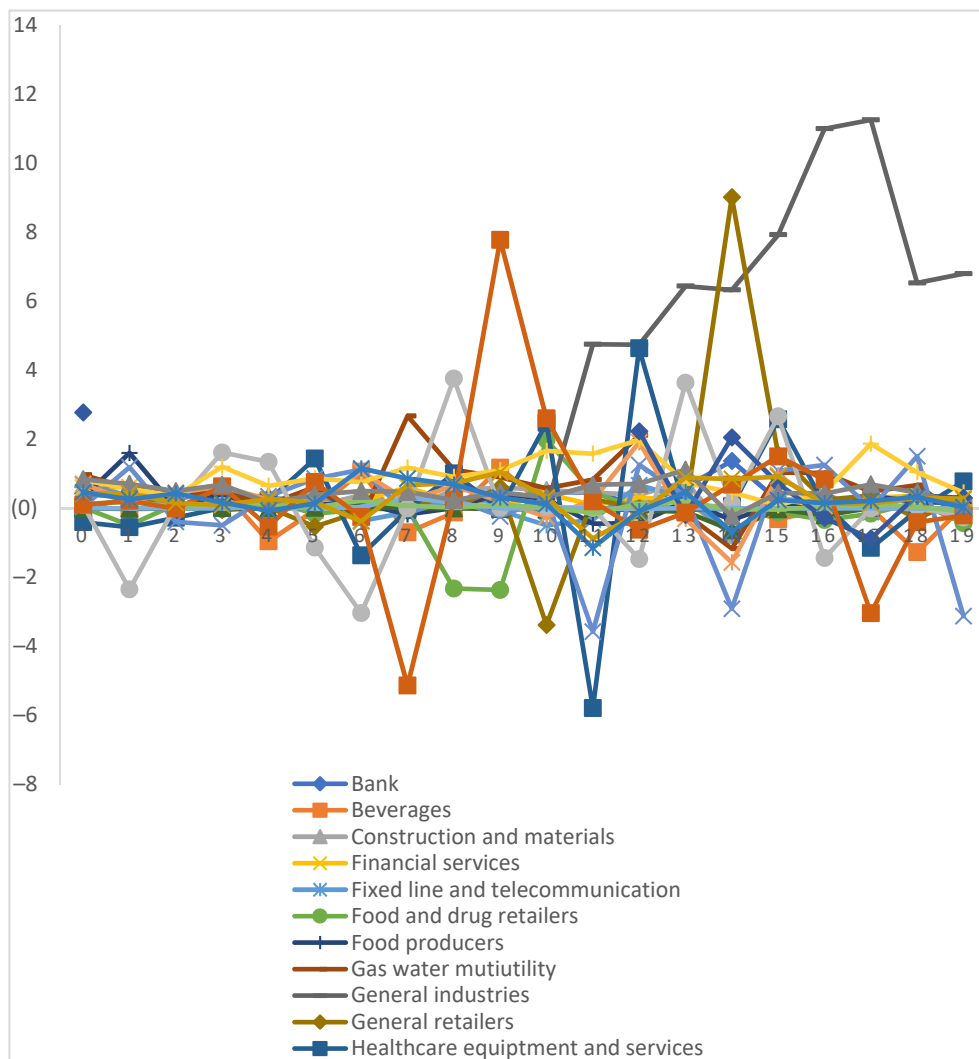 14
12
10
8
6
4
2
(0)
0 1 2 3 4 5 6 7 8 9 10 11 12 13 14 15 16 17 18 19
–2
–4
–6
–8
Bank
Beverages
Construction and materials
Financial services
Fixed line and telecommunication
Food and drug retailers
Food producers
Gas water mutiutility
General industries
General retailers
Healthcare equiptment and services